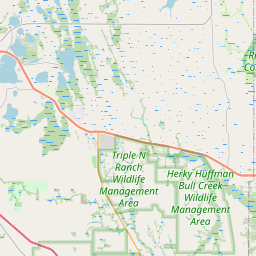 Triple N
Ranch
Wildlife
Management
Area
Herky Huffman
Bull Creek
Wildlife
Management
Area